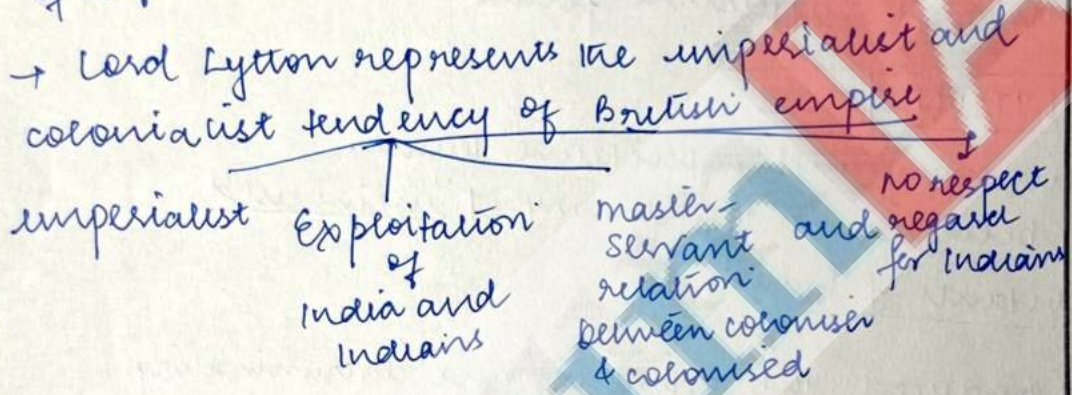 → Lord Lytton represents the imperialist and
colonialist tendency of British empire
imperialist
Exploitation
of
India and
Indians
master-
servant
relation
between coloniser
& colonised
and
no respect
regard
for Indians